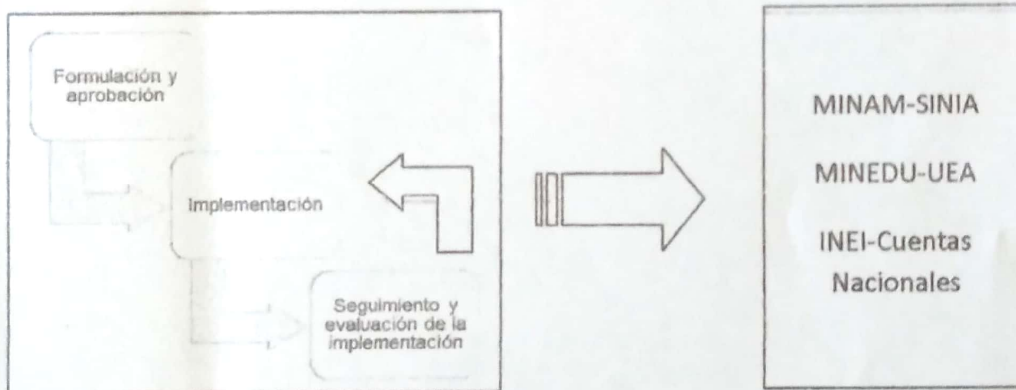 Formulación y
aprobación
Implementación
Seguimiento y
evaluación de la
implementación
MINAM-SINIA
MINEDU-UEA
INEI-Cuentas
Nacionales